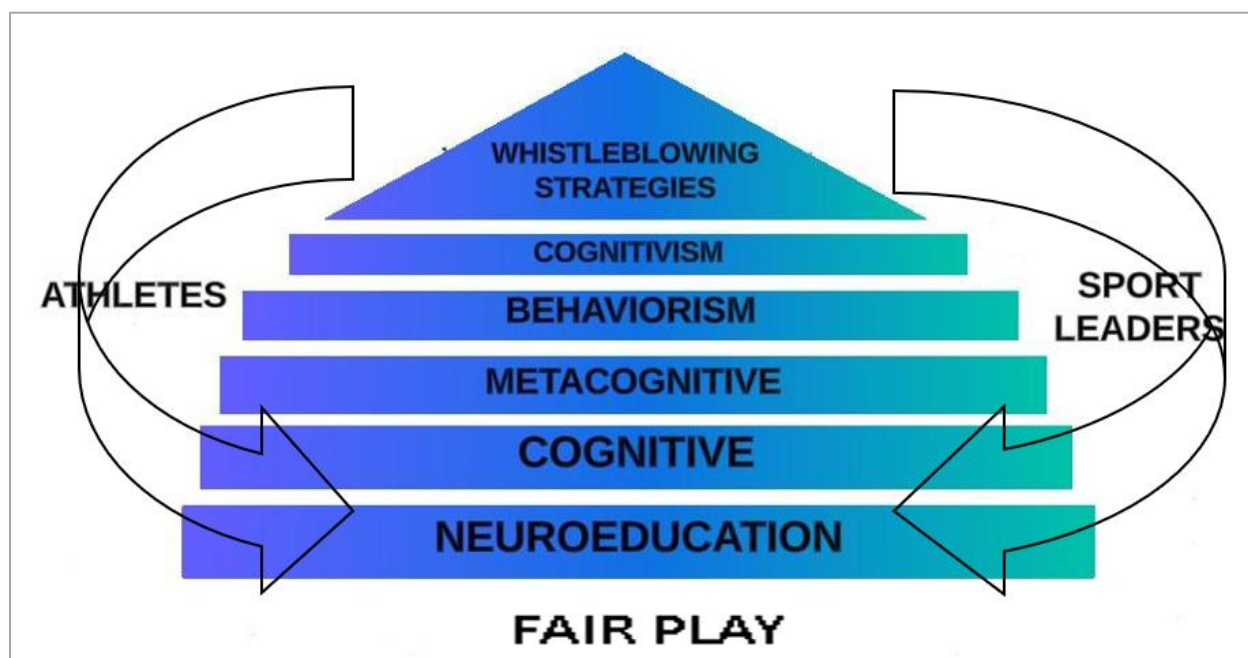 WHISTLEBLOWING
STRATEGIES
COGNITIVISM
ATHLETES
SPORT
LEADERS
BEHAVIORISM
METACOGNITIVE
COGNITIVE
NEUROEDUCATION
FAIR PLAY